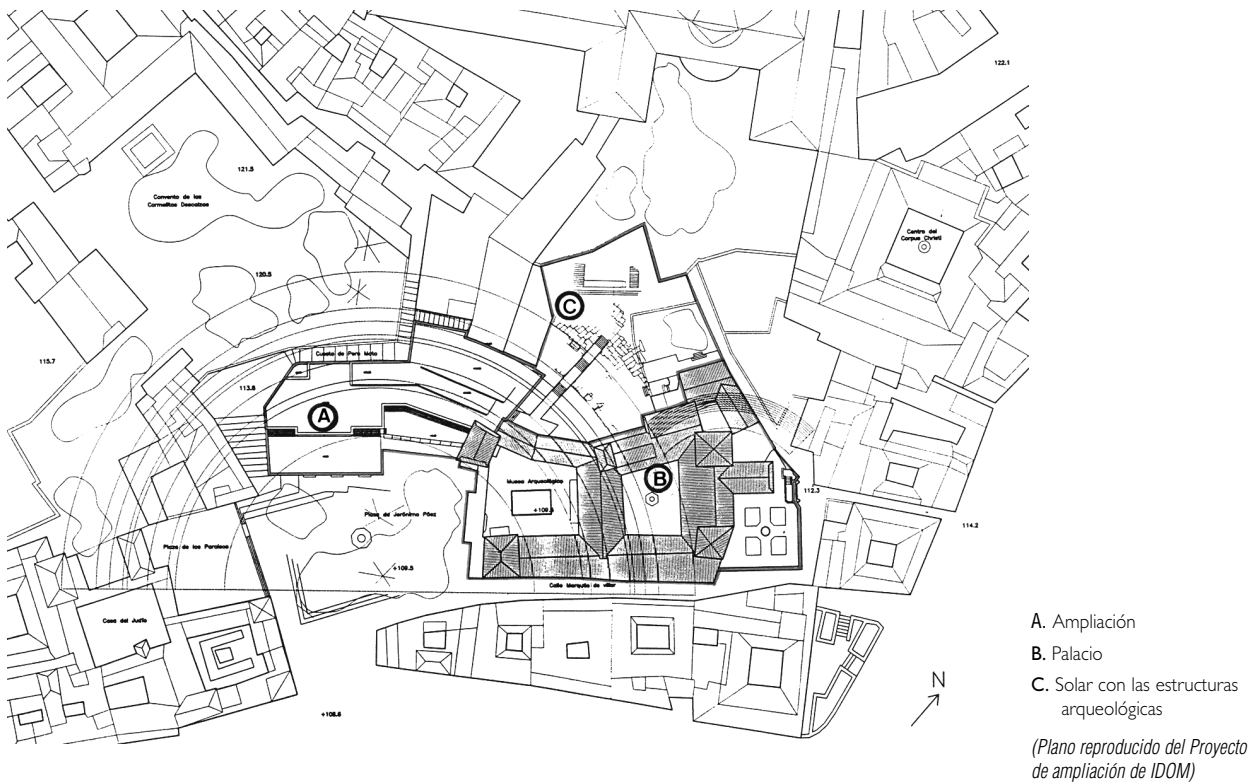 122.1
121.5
Convento de las
Carmelitas Descalzas
Centro del
Corpus Christi
120.5
C
115.7
Cuesta de Pero Mato
113.8
A
B
Museo Arqueológico
+109.5
112.3
114.2
Plaza de Jerónimo Páez
Plaza de los Paraisos
+109.5
Calle Marqués de villar
Casa del Judío
+108.6
N
A. Ampliación
B. Palacio
C. Solar con las estructuras
arqueológicas
(Plano reproducido del Proyecto
de ampliación de IDOM)